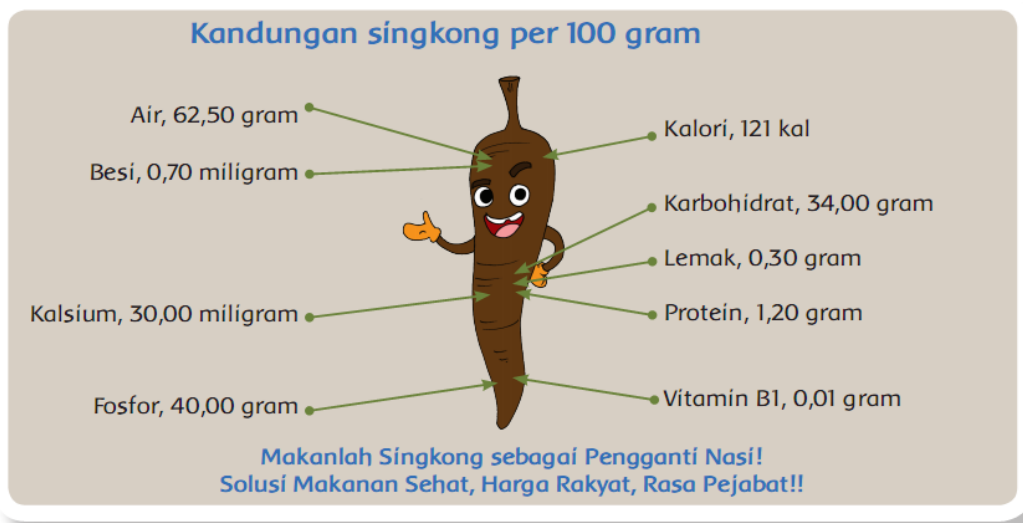 Kandungan singkong per 100 gram
Air, 62,50 gram
Besi, 0,70 miligram
Kalsium, 30,00 miligram
Fosfor, 40,00 gram
Kalori, 121 kal
Karbohidrat, 34,00 gram
Lemak, 0,30 gram
Protein, 1,20 gram
Vitamin B1, 0,01 gram
Makanlah Singkong sebagai Pengganti Nasi!
Solusi Makanan Sehat, Harga Rakyat, Rasa Pejabat!!